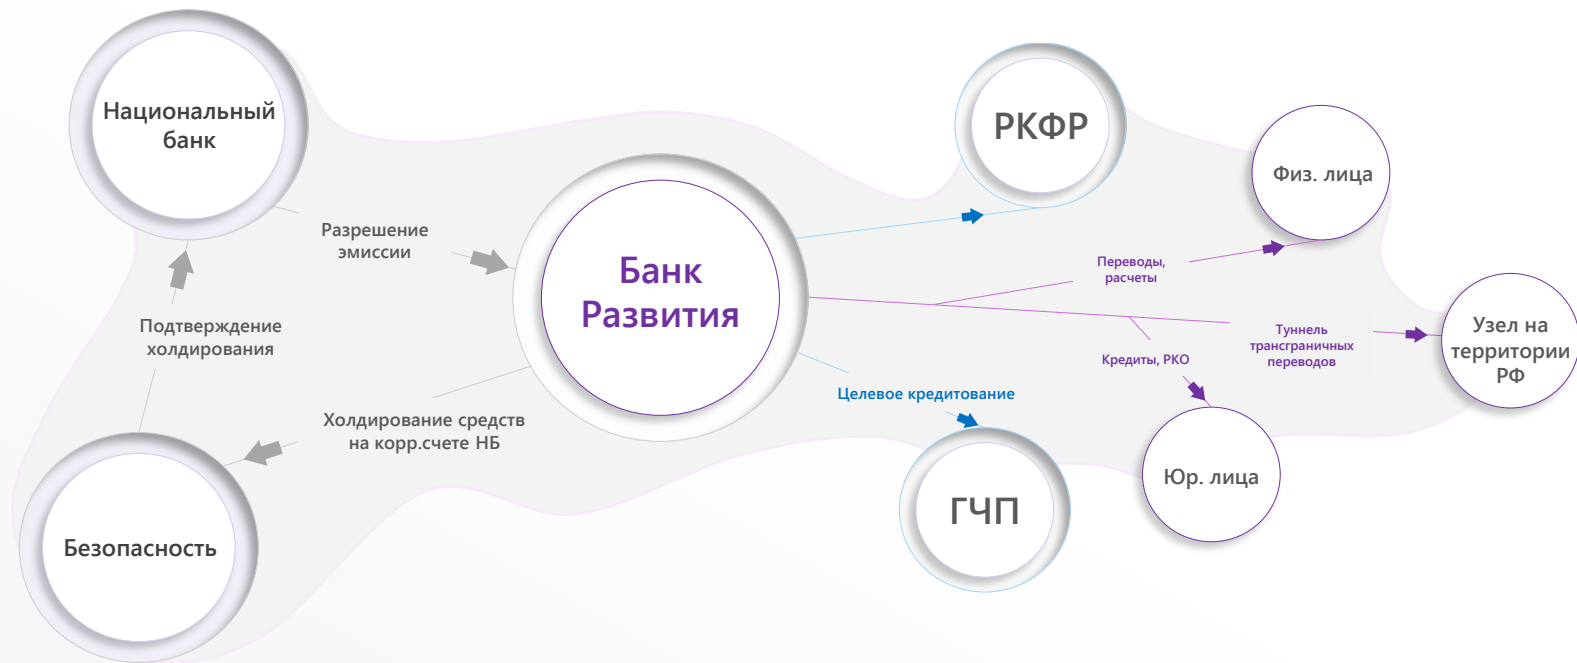 Национальный
банк
РКФР
Физ. лица
Разрешение
эмиссии
Банк
Развития
Переводы,
расчеты
Подтверждение
холдирования
Туннель
трансграничных
переводов
Узел на
территории
РФ
Кредиты, РКО
Целевое кредитование
Холдирование средств
на корр.счете НБ
Юр. лица
ГЧП
Безопасность